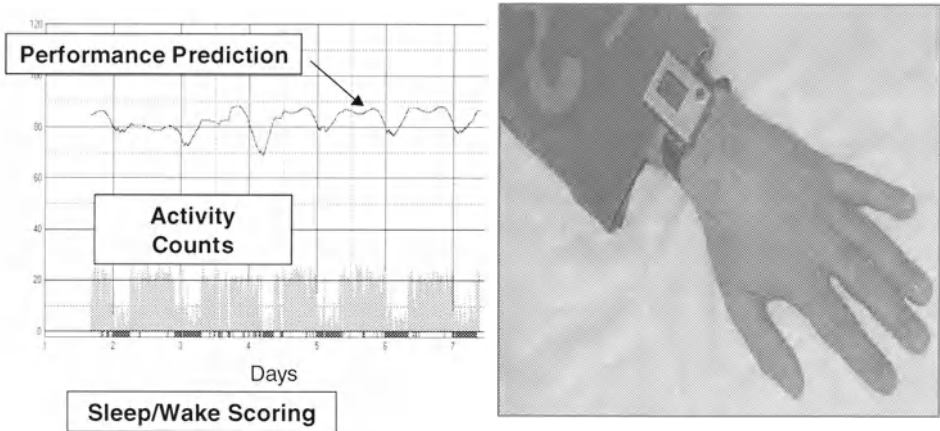 120
Performance Prediction
80
60
Activity
Counts
40
20
0
1 2 3 4 5 6 7
Days
Sleep/Wake Scoring